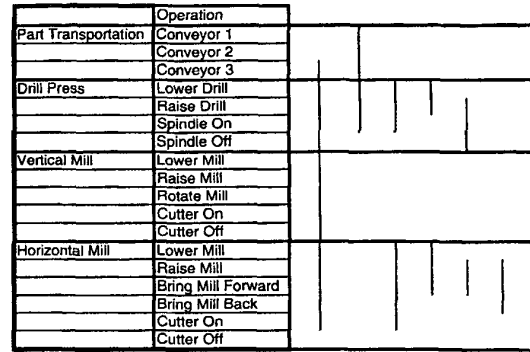 Operation
Part Transportation Conveyor 1
Conveyor 2
Conveyor 3
Drill Press Lower Drill
Raise Drill
Spindle On
Spindle Off
Vertical Mill Lower Mill
Raise Mill
Rotate Mill
Cutter On
Cutter Off
Horizontal Mill Lower Mill
Raise Mill
Bring Mill Forward
Bring Mill Back
Cutter On
Cutter Off